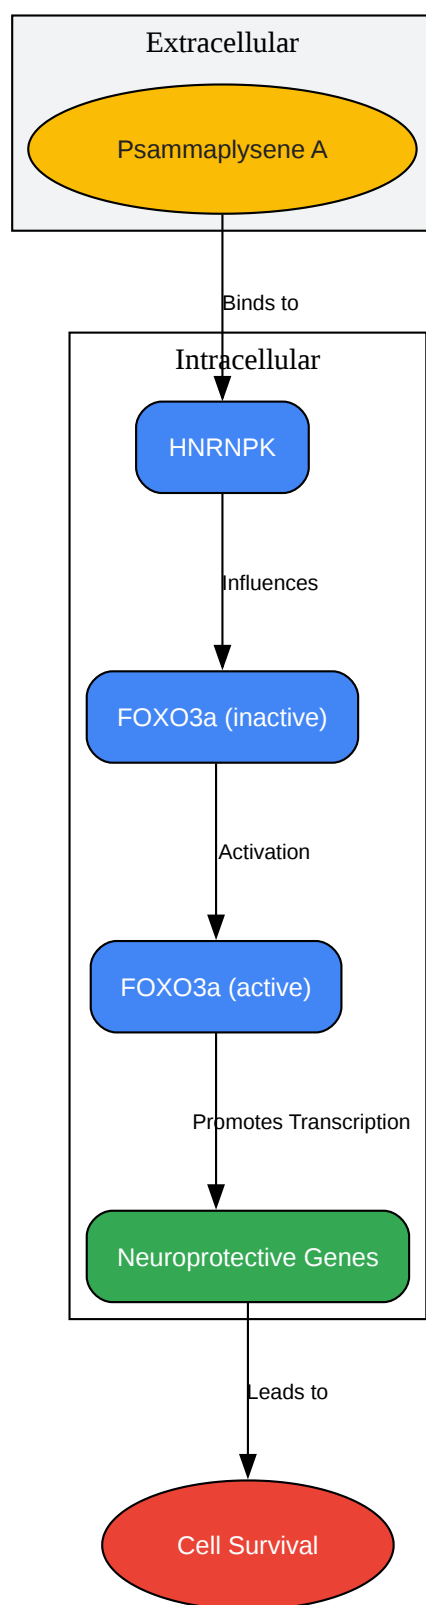 Extracellular
Psammaplysene A
Binds to
Intracellular
HNRNPK
Influences
FOXO3a (inactive)
Activation
FOXO3a (active)
Promotes Transcription
Neuroprotective Genes
Leads to
Cell Survival